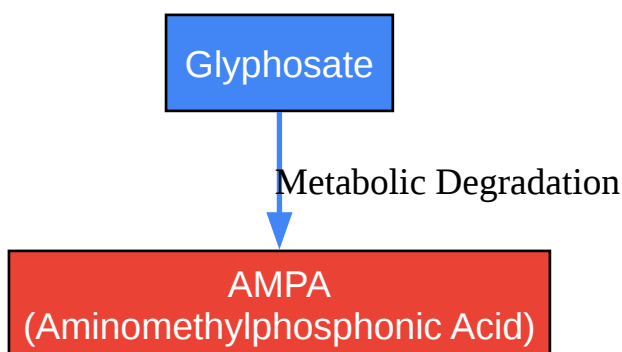 Glyphosate
Metabolic Degradation
AMPA
(Aminomethylphosphonic Acid)